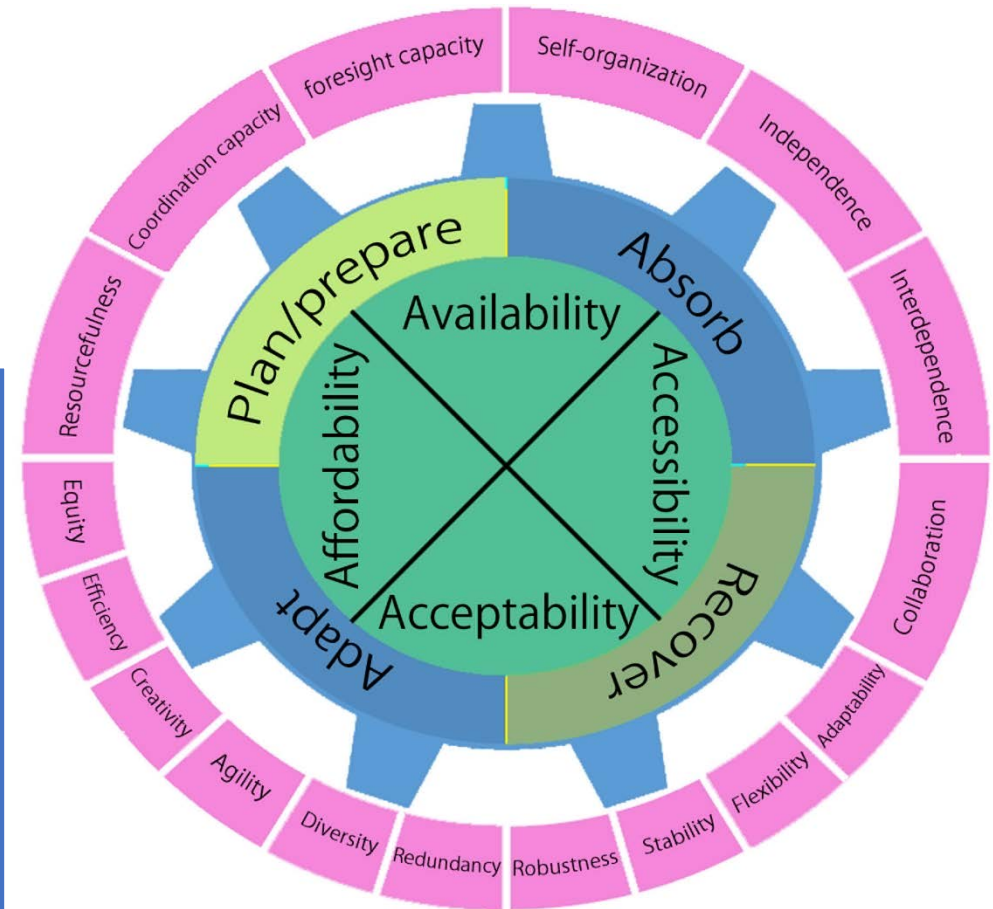 foresight capacity
Self-organization
Independence
Interdependence
Collaboration
Adaptability
Flexibility
Stability
Robustness
Redundancy
Diversity
Agility
Creativity
Efficiency
Equity
Resourcefulness
Coordination capacity
Plan/prepare
Absorb
Recover
Adapt
Availability
Accessibility
Acceptability
Affordability